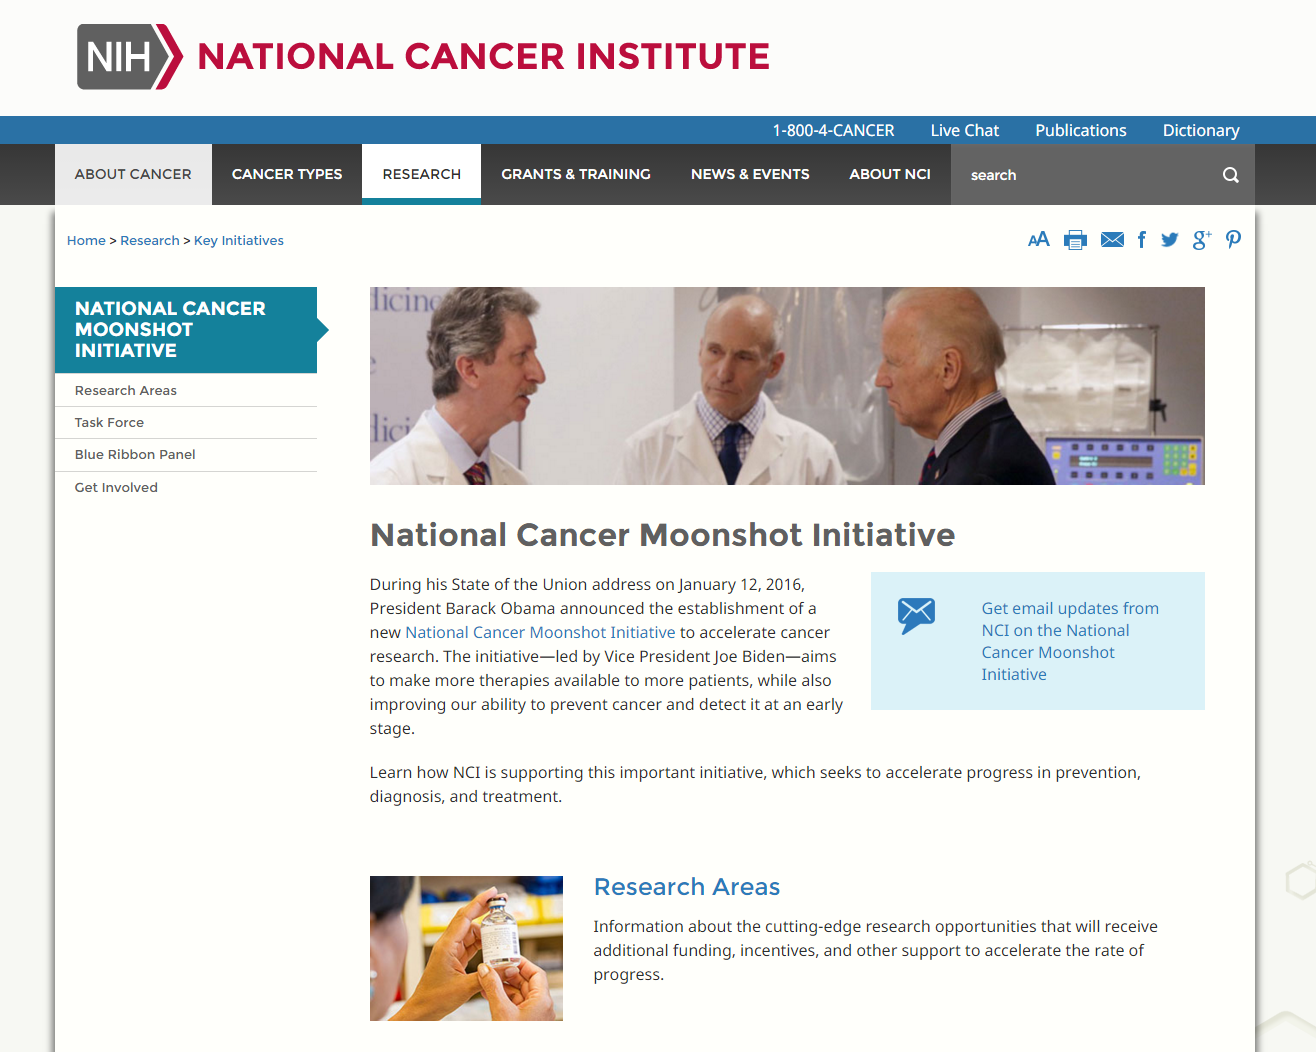 NIH NATIONAL CANCER INSTITUTE
1-800-4-CANCER Live Chat Publications Dictionary
ABOUT CANCER CANCER TYPES RESEARCH GRANTS & TRAINING NEWS & EVENTS ABOUT NCI search
Home > Research > Key Initiatives
AA f g+
NATIONAL CANCER
MOONSHOT
INITIATIVE
Research Areas
Task Force
Blue Ribbon Panel
Get Involved
dicine
dici
National Cancer Moonshot Initiative
During his State of the Union address on January 12, 2016,
President Barack Obama announced the establishment of a
new National Cancer Moonshot Initiative to accelerate cancer
research. The initiative—led by Vice President Joe Biden—aims
to make more therapies available to more patients, while also
improving our ability to prevent cancer and detect it at an early
stage.
Get email updates from
NCI on the National
Cancer Moonshot
Initiative
Learn how NCI is supporting this important initiative, which seeks to accelerate progress in prevention,
diagnosis, and treatment.
Research Areas
Information about the cutting-edge research opportunities that will receive
additional funding, incentives, and other support to accelerate the rate of
progress.